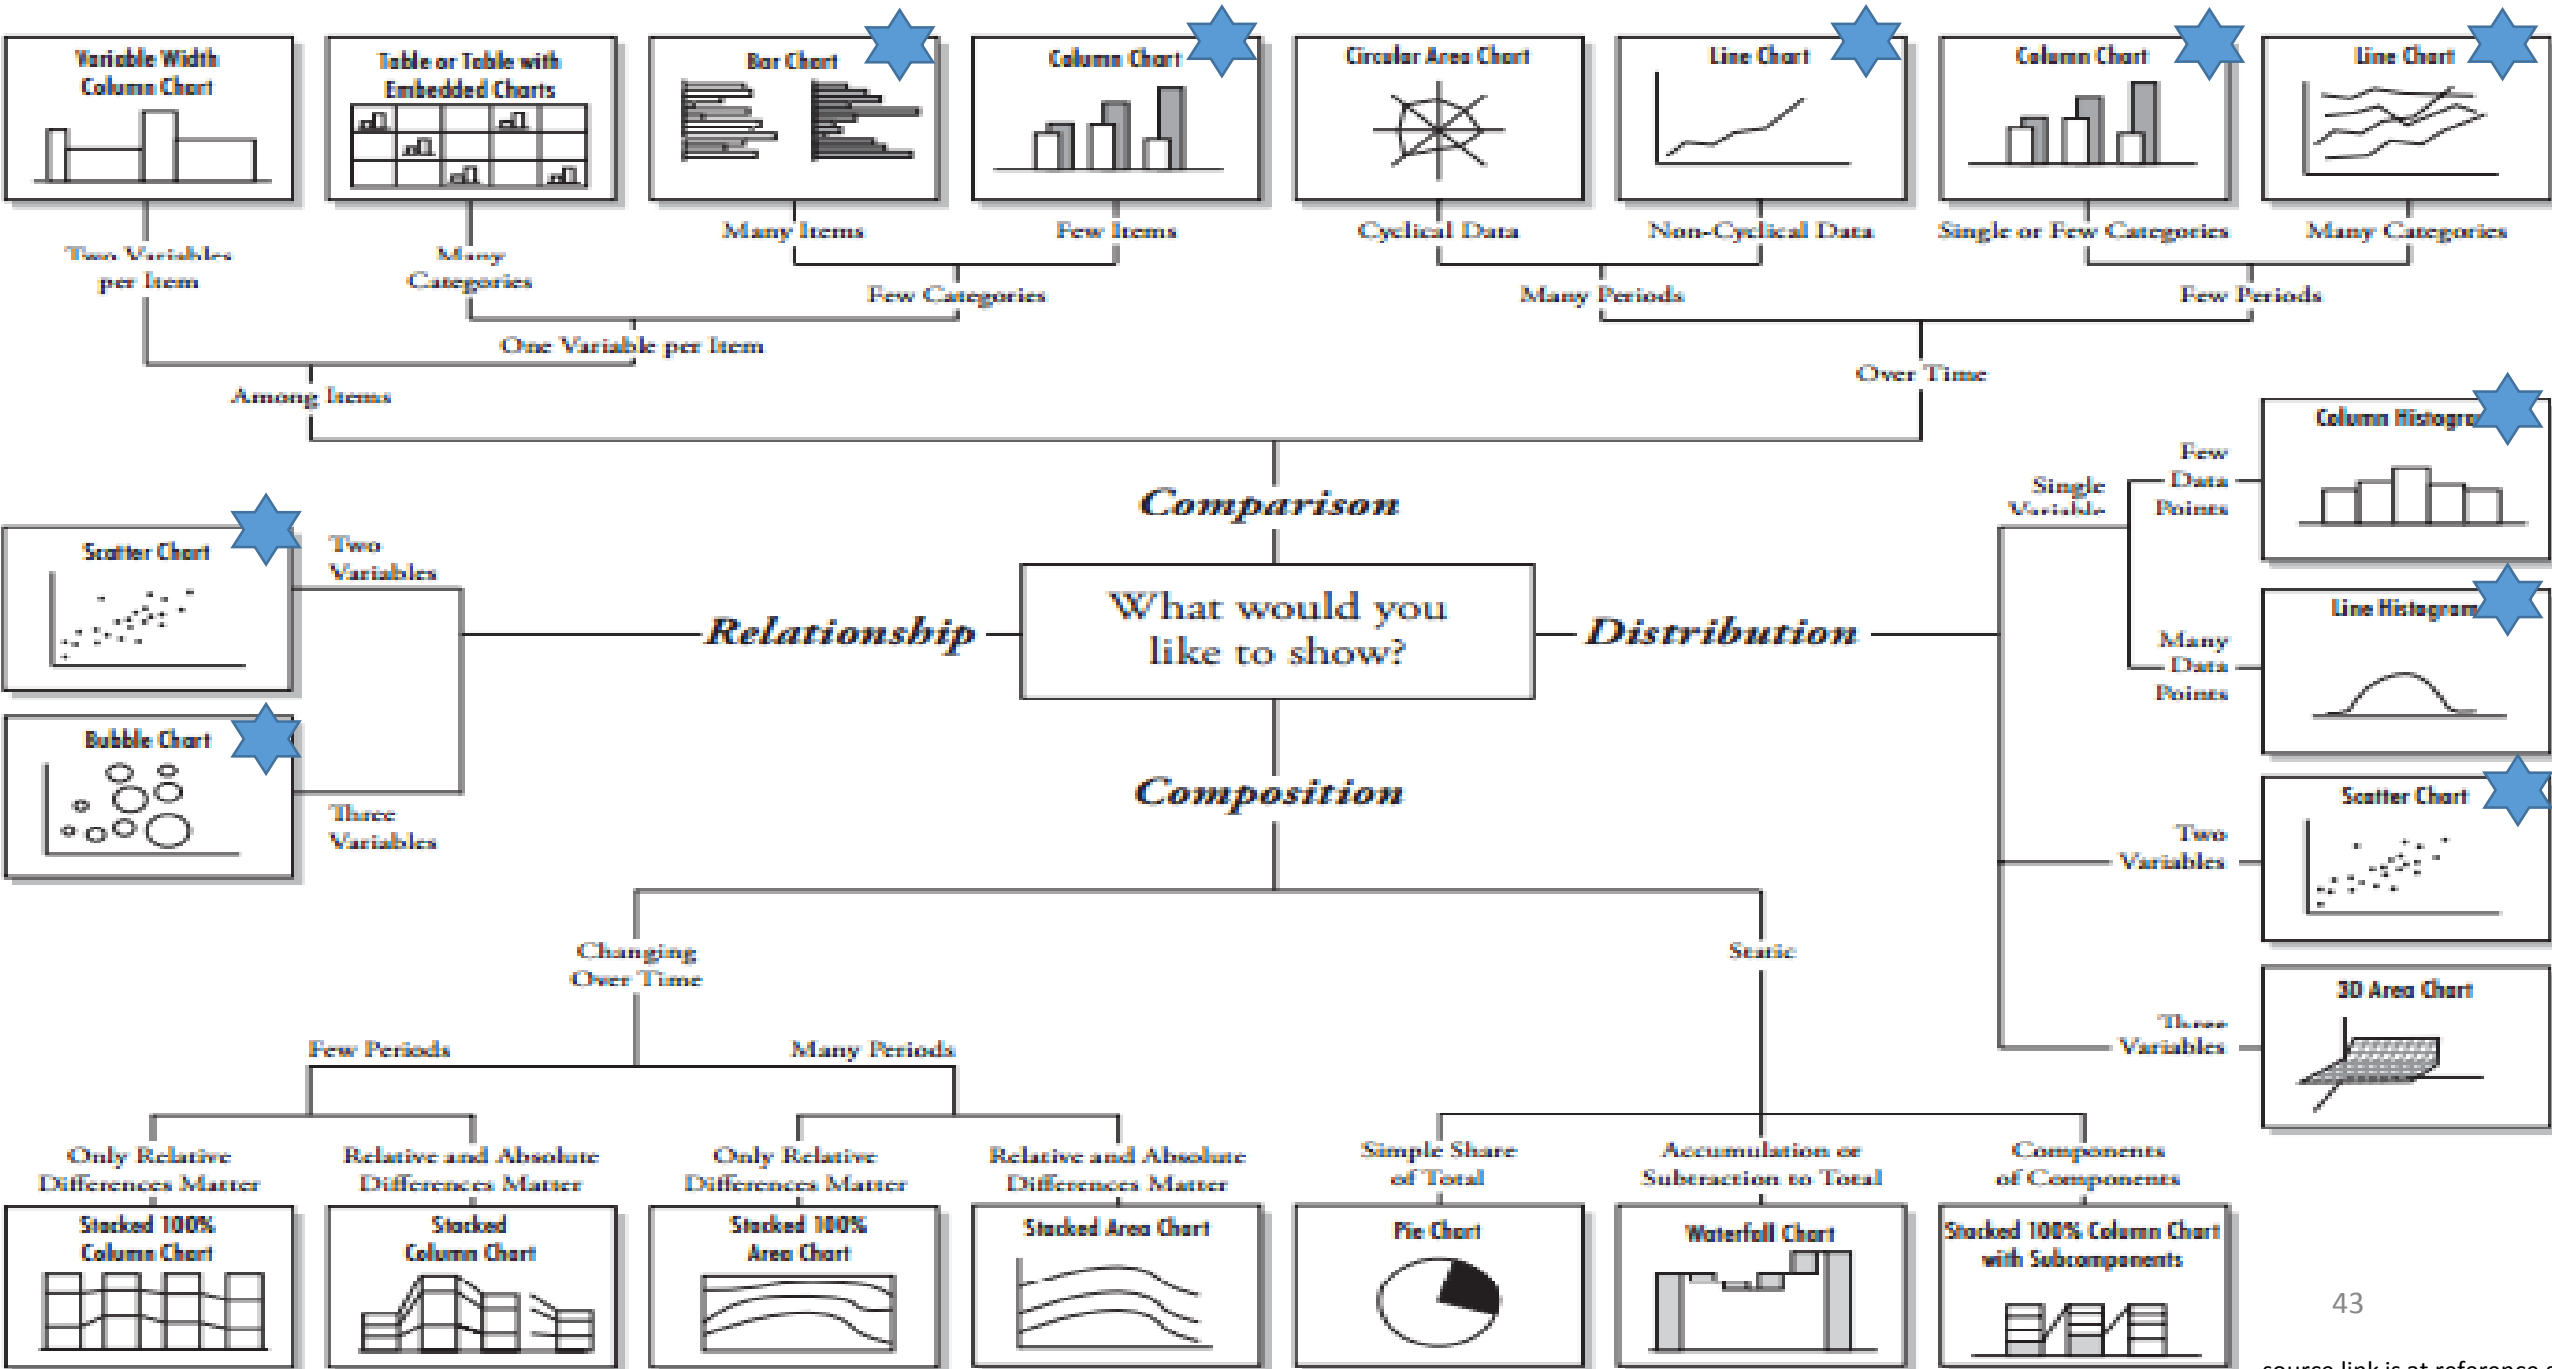 Variable Width
Column Chart
Table or Table with
Embedded Charts
Bar Chart
Column Chart
Circular Area Chart
Line Chart
Column Chart
Line Chart
Two Variables
per Item
Many
Categories
Many Items
Few Items
Cyclical Data
Non-Cyclical Data
Single or Few Categories
Many Categories
Few Categories
Many Periods
Few Periods
One Variable per Item
Over Time
Among Items
Comparison
What would you
like to show?
Relationship
Two
Variables
Scatter Chart
Bubble Chart
Three
Variables
Distribution
Single
Variable
Few
Data
Points
Column Histogra
Many
Data
Points
Line Histogram
Two
Variables
Scatter Chart
Three
Variables
3D Area Chart
Composition
Changing
Over Time
Static
Few Periods
Many Periods
Only Relative
Differences Matter
Relative and Absolute
Differences Matter
Only Relative
Differences Matter
Relative and Absolute
Differences Matter
Simple Share
of Total
Accumulation or
Subtraction to Total
Components
of Components
Stacked 100%
Column Chart
Stacked
Column Chart
Stacked 100%
Area Chart
Stacked Area Chart
Pie Chart
Waterfall Chart
Stacked 100% Column Chart
with Subcomponents
43
source link is at reference